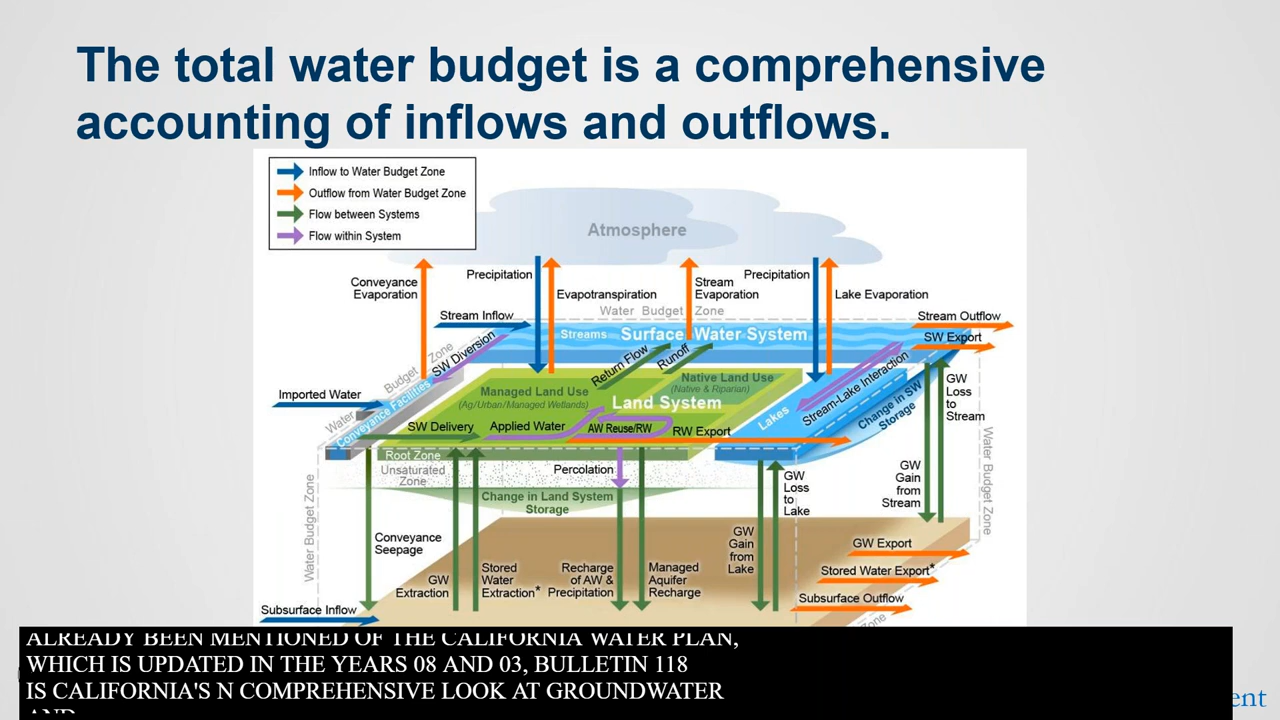 The total water budget is a comprehensive
accounting of inflows and outflows.
Inflow to Water Budget Zone
Outflow from Water Budget Zone
Flow between Systems
Flow within System
Atmosphere
Conveyance
Evaporation
Precipitation
Evapotranspiration
Stream
Evaporation
Precipitation
Lake Evaporation
Water Budget Zone
Stream Inflow
Stream Outflow
Streams
Surface Water System
SW Export
SW Diversion
Water Budget Zone
Return Flow
Runoff
Stream-Lake Interaction
Imported Water
Conveyance Facilities
Managed Land Use
(Ag/Urban/Managed Wetlands)
Native Land Use
(Native & Riparian)
Land System
Lakes
Change in SW
Storage
GW
Loss
to
Stream
SW Delivery
Applied Water
AW Reuse/RW
RW Export
Root Zone
Unsaturated
Zone
Percolation
Change in Land System
Storage
GW
Loss
to
Lake
GW
Gain
from
Stream
Water Budget Zone
Water Budget Zone
Conveyance
Seepage
GW
Extraction
Stored
Water
Extraction*
Recharge
of AW &
Precipitation
Managed
Aquifer
Recharge
GW
Gain
from
Lake
GW Export
Stored Water Export*
Subsurface Outflow
Subsurface Inflow
Zone
ALREADY BEEN MENTIONED OF THE CALIFORNIA WATER PLAN,
WHICH IS UPDATED IN THE YEARS 08 AND 03, BULLETIN 118
IS CALIFORNIA'S N COMPREHENSIVE LOOK AT GROUNDWATER
AND
ent